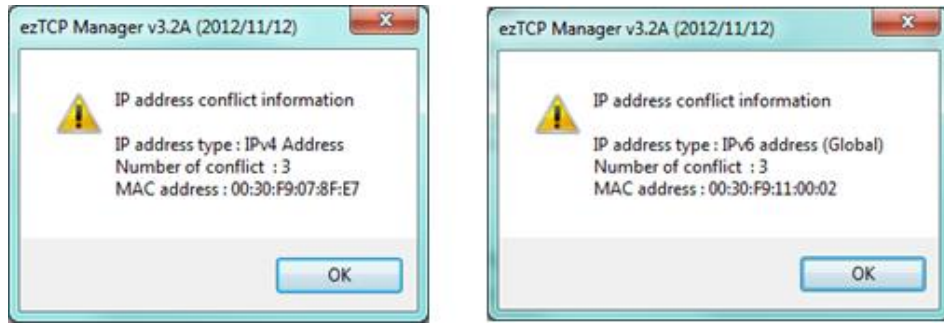 ezTCP Manager v3.2A (2012/11/12)
IP address conflict information
IP address type : IPv4 Address
Number of conflict : 3
MAC address : 00:30:F9:07:8F:E7
OK
ezTCP Manager v3.2A (2012/11/12)
IP address conflict information
IP address type : IPv6 address (Global)
Number of conflict : 3
MAC address : 00:30:F9:11:00:02
OK